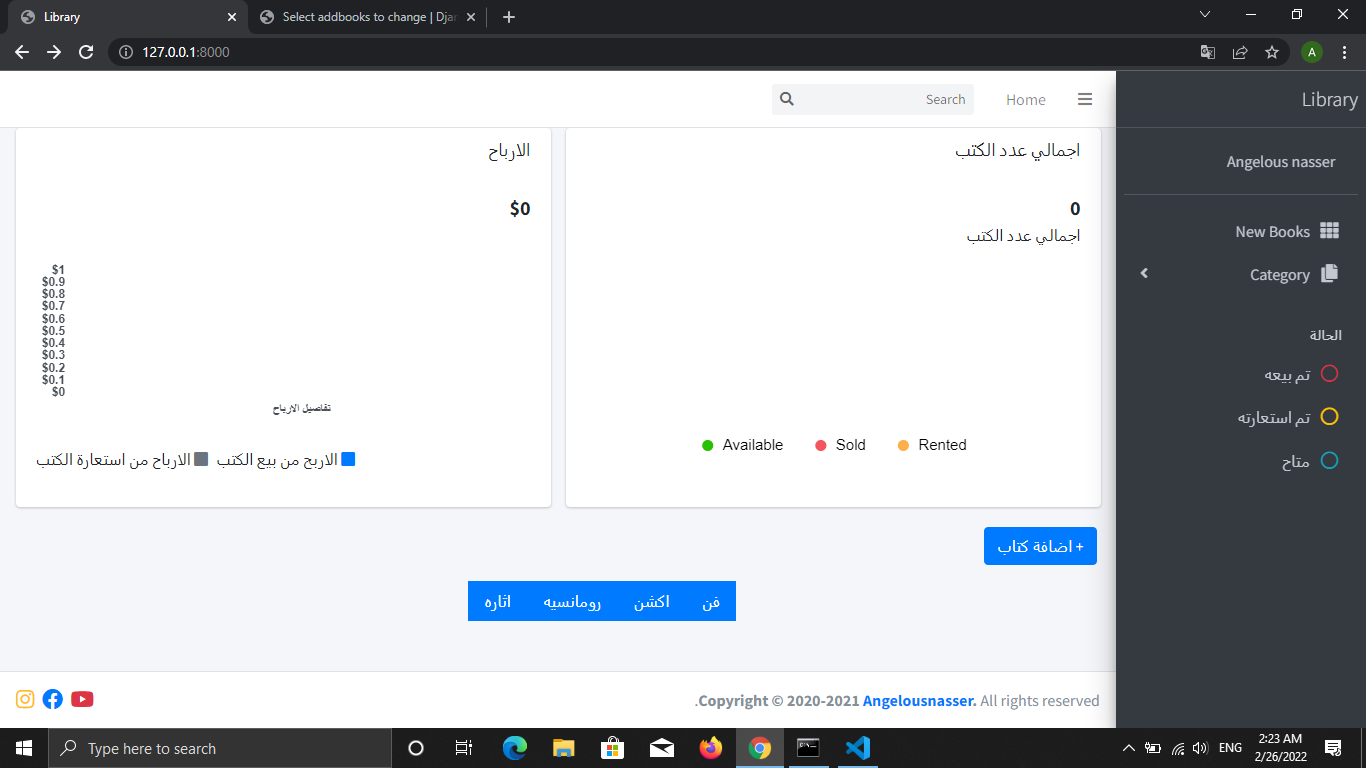 Library
Select addbooks to change | Djar
127.0.0.1:8000
A
Library
Home
Search
Angelous nasser
New Books
Category
الحالة
تم بيعه
تم استعارته
متاح
اجمالي عدد الكتب
0
اجمالي عدد الكتب
Available
Sold
Rented
الارباح
$0
$1
$0.9
$0.8
$0.7
$0.6
$0.5
$0.4
$0.3
$0.2
$0.1
$0
تفاصيل الارباح
الاربح من بيع الكتب
الارباح من استعارة الكتب
+ اضافة كتاب
فن
اكشن
رومانسيه
اثاره
.Copyright © 2020-2021 Angelousnasser. All rights reserved
Type here to search
ENG
2:23 AM
2/26/2022